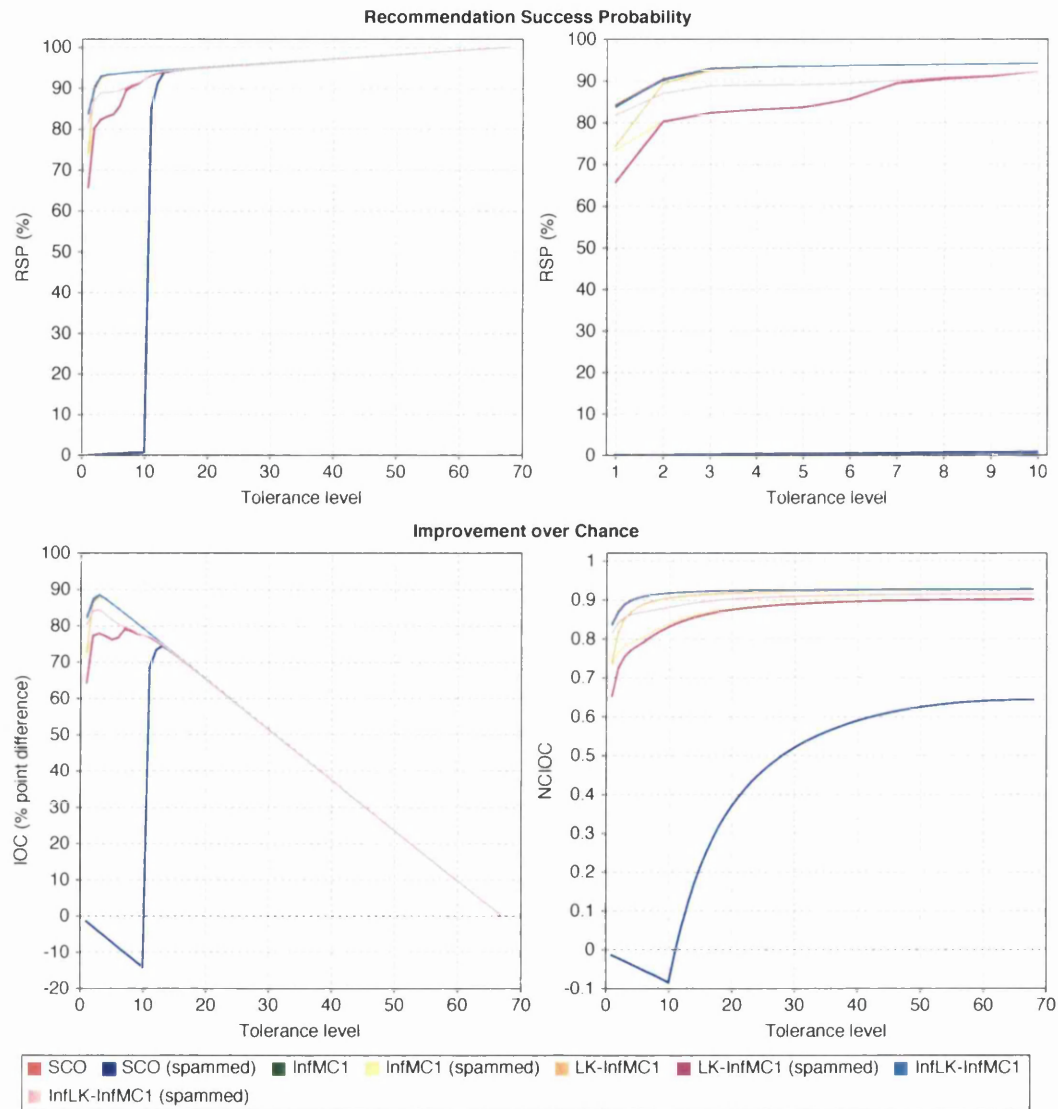 Recommendation Success Probability
RSP (%)
100
90
80
70
60
50
40
30
20
10
0
0 10 20 30 40 50 60 70
Tolerance level
RSP (%)
100
90
80
70
60
50
40
30
20
10
0
1 2 3 4 5 6 7 8 9 10
Tolerance level
Improvement over Chance
IOC (% point difference)
100
90
80
70
60
50
40
30
20
10
0
-10
-20
0 10 20 30 40 50 60 70
Tolerance level
NCIOC
1
0.9
0.8
0.7
0.6
0.5
0.4
0.3
0.2
0.1
0
-0.1
0 10 20 30 40 50 60 70
Tolerance level
SCO SCO (spammed) InfMC1 InfMC1 (spammed) LK-InfMC1 LK-InfMC1 (spammed) InfLK-InfMC1
InfLK-InfMC1 (spammed)